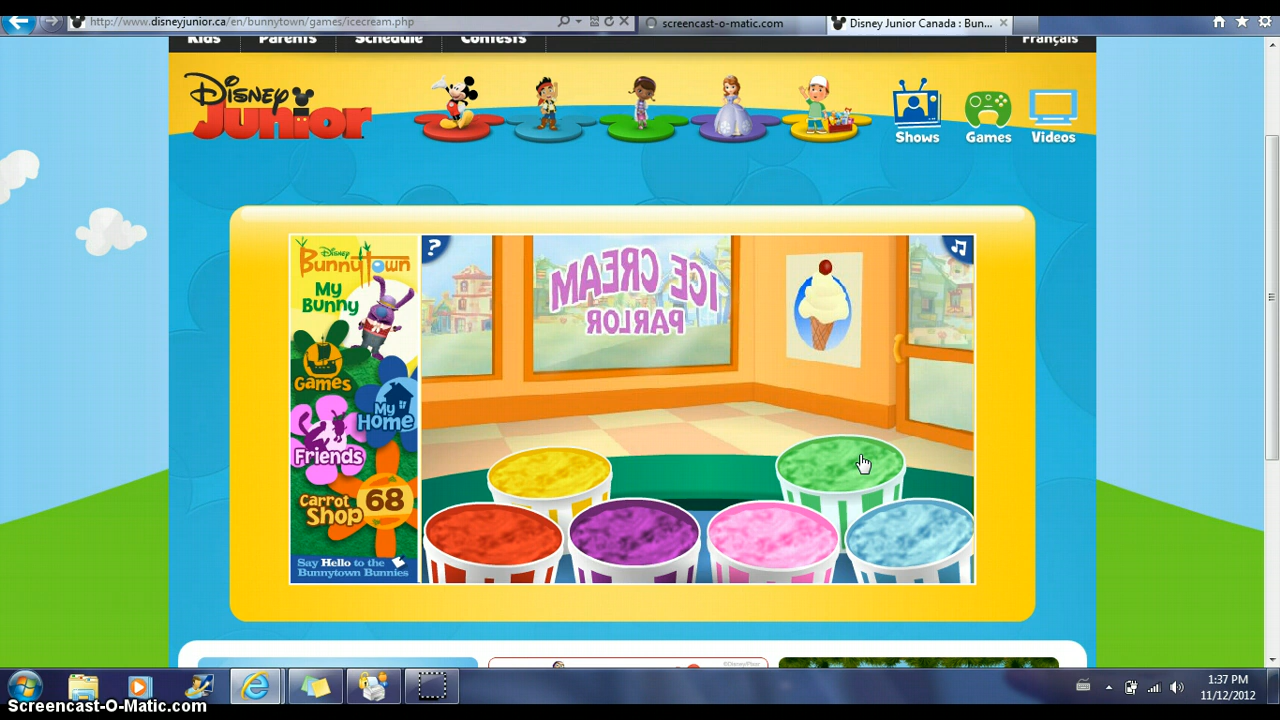 http://www.disneyjunior.ca/en/bunnytown/games/icecream.php
screencast-o-matic.com
Disney Junior Canada : Bun...
Kids
Parents
Schedule
Contests
Français
Disney Junior
Shows
Games
Videos
Disney
Bunnytown
My
Bunny
Games
My
Home
Friends
Carrot
Shop
68
Say Hello to the
Bunnytown Bunnies
?
ICE CREAM
PARLOR
©Disney/Pixar
1:37 PM
11/12/2012
Screencast-O-Matic.com